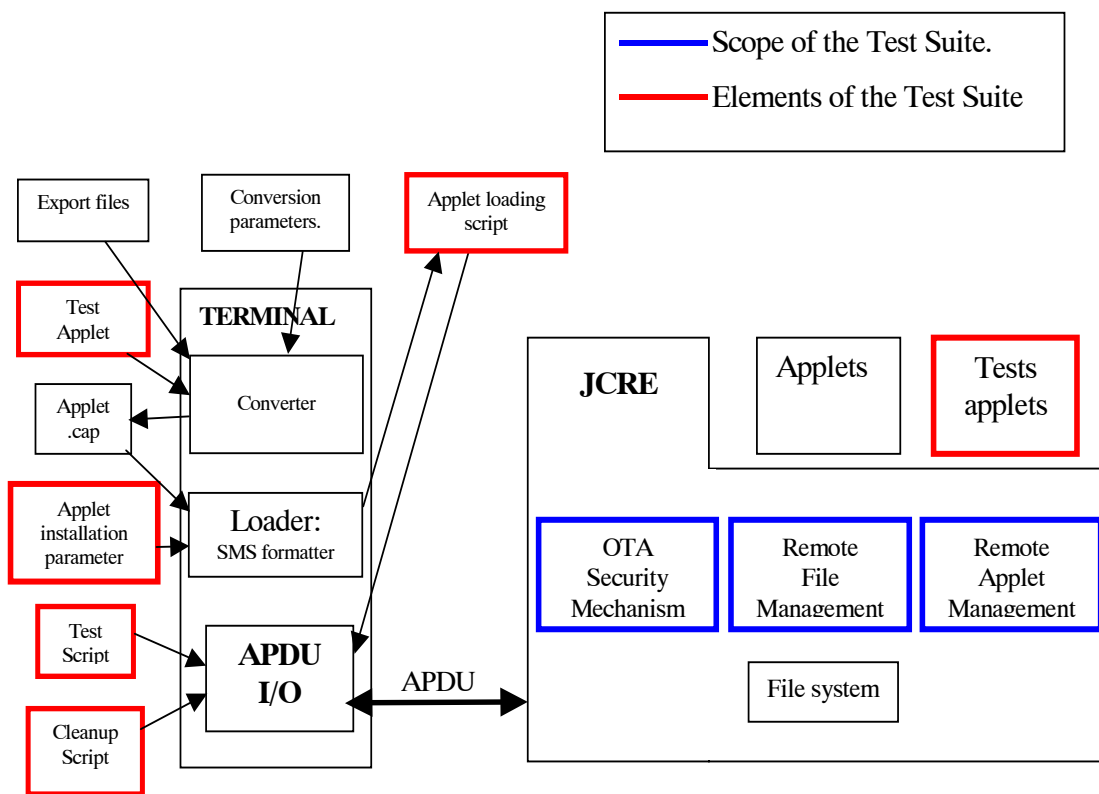 Scope of the Test Suite.
Elements of the Test Suite
Export files
Conversion
parameters.
Applet loading
script
Test
Applet
TERMINAL
Converter
Applet
.cap
Applet
installation
parameter
Loader:
SMS formatter
Test
Script
APDU
I/O
Cleanup
Script
APDU
JCRE
Applets
Tests
applets
OTA
Security
Mechanism
Remote
File
Management
Remote
Applet
Management
File system